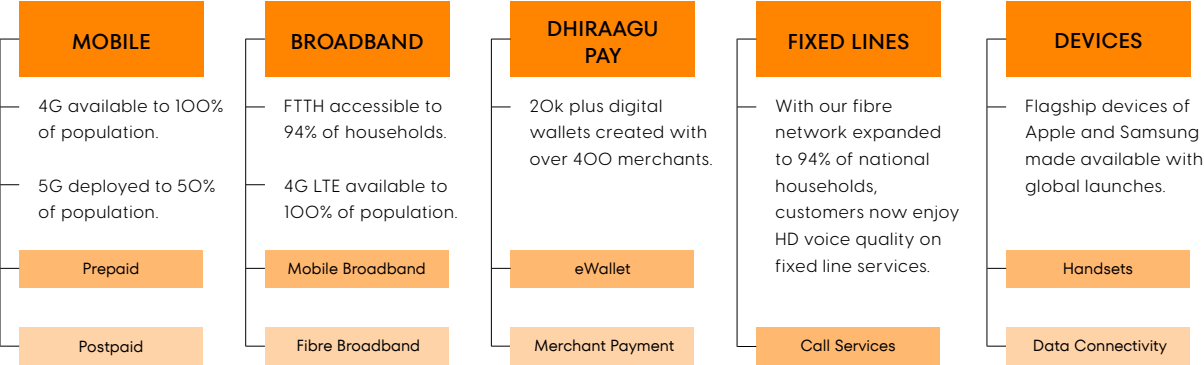 MOBILE
4G available to 100%
of population.
5G deployed to 50%
of population.
Prepaid
Postpaid
BROADBAND
FTTH accessible to
94% of households.
4G LTE available to
100% of population.
Mobile Broadband
Fibre Broadband
DHIRAAGU
PAY
20k plus digital
wallets created with
over 400 merchants.
eWallet
Merchant Payment
FIXED LINES
With our fibre
network expanded
to 94% of national
households,
customers now enjoy
HD voice quality on
fixed line services.
Call Services
DEVICES
Flagship devices of
Apple and Samsung
made available with
global launches.
Handsets
Data Connectivity